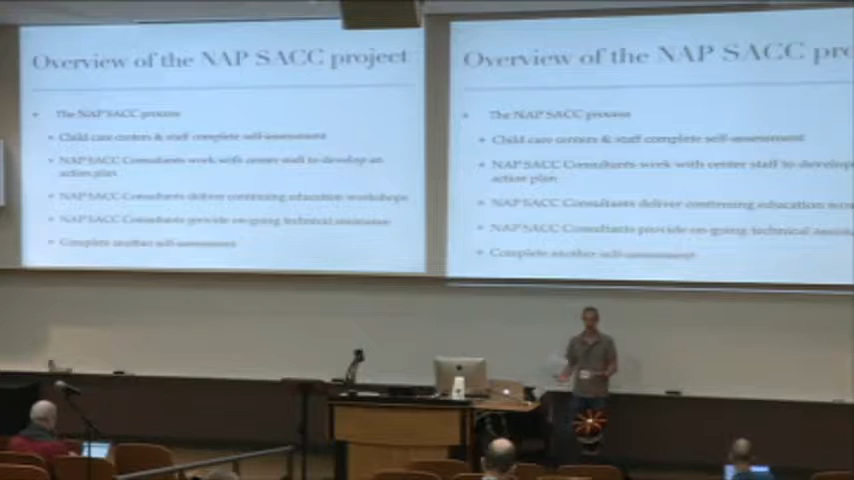 Overview of the NAP SACC project
The NAP SACC process
Child care centers & staff complete self-assessment
NAP SACC Consultants work with center staff to develop an
action plan
NAP SACC Consultants deliver continuing education workshops
NAP SACC Consultants provide on-going technical assistance
Complete another self-assessment
Overview of the NAP SACC pro
The NAP SACC process
Child care centers & staff complete self-assessment
NAP SACC Consultants work with center staff to develop
action plan
NAP SACC Consultants deliver continuing education wor
NAP SACC Consultants provide on-going technical assist
Complete another self-assessment